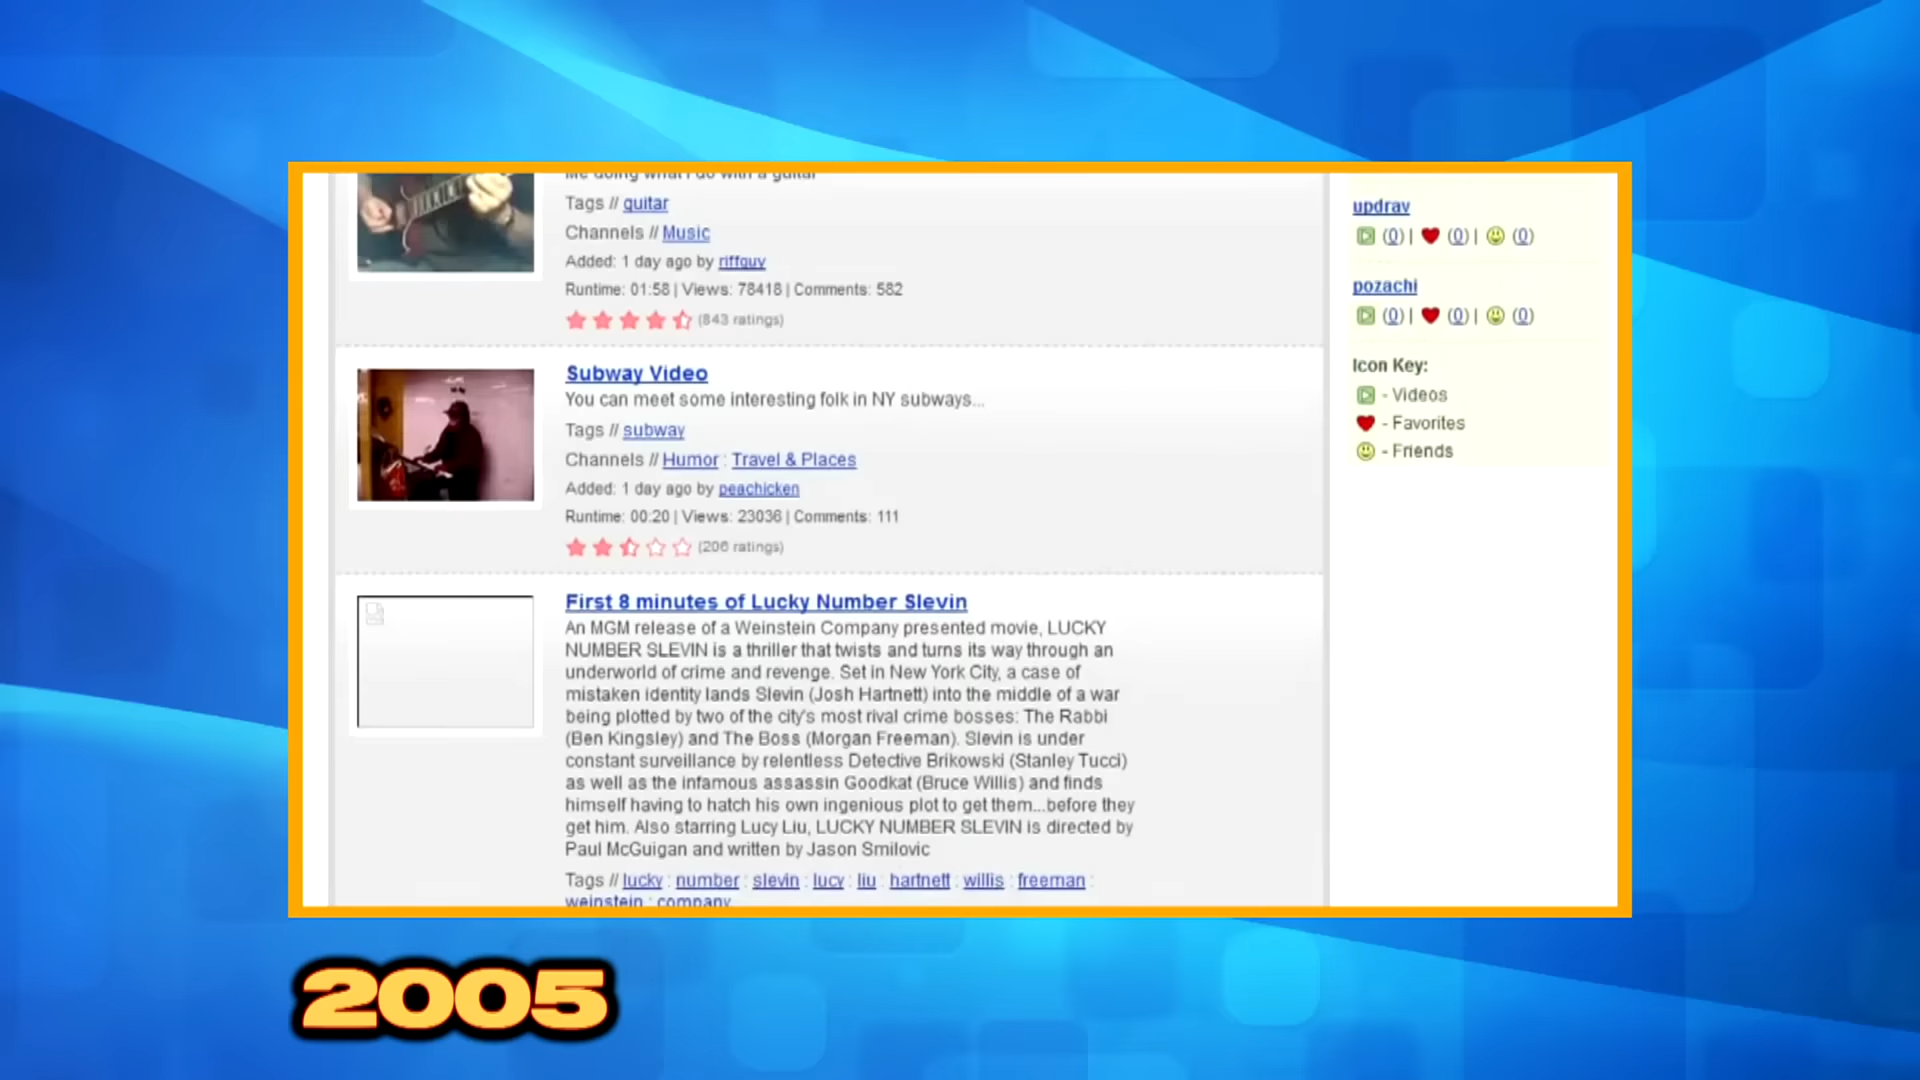 Me doing what I do with a guitar
Tags // guitar
Channels // Music
Added: 1 day ago by riffguy
Runtime: 01:58 | Views: 78418 | Comments: 582
(843 ratings)
Subway Video
You can meet some interesting folk in NY subways...
Tags // subway
Channels // Humor : Travel & Places
Added: 1 day ago by peachicken
Runtime: 00:20 | Views: 23036 | Comments: 111
(206 ratings)
First 8 minutes of Lucky Number Slevin
An MGM release of a Weinstein Company presented movie, LUCKY
NUMBER SLEVIN is a thriller that twists and turns its way through an
underworld of crime and revenge. Set in New York City, a case of
mistaken identity lands Slevin (Josh Hartnett) into the middle of a war
being plotted by two of the city's most rival crime bosses: The Rabbi
(Ben Kingsley) and The Boss (Morgan Freeman). Slevin is under
constant surveillance by relentless Detective Brikowski (Stanley Tucci)
as well as the infamous assassin Goodkat (Bruce Willis) and finds
himself having to hatch his own ingenious plot to get them...before they
get him. Also starring Lucy Liu, LUCKY NUMBER SLEVIN is directed by
Paul McGuigan and written by Jason Smilovic
Tags // lucky : number : slevin : lucy : liu : hartnett : willis : freeman :
weinstein : company
updrav
(0) | (0) | (0)
pozachi
(0) | (0) | (0)
Icon Key:
- Videos
- Favorites
- Friends
2005